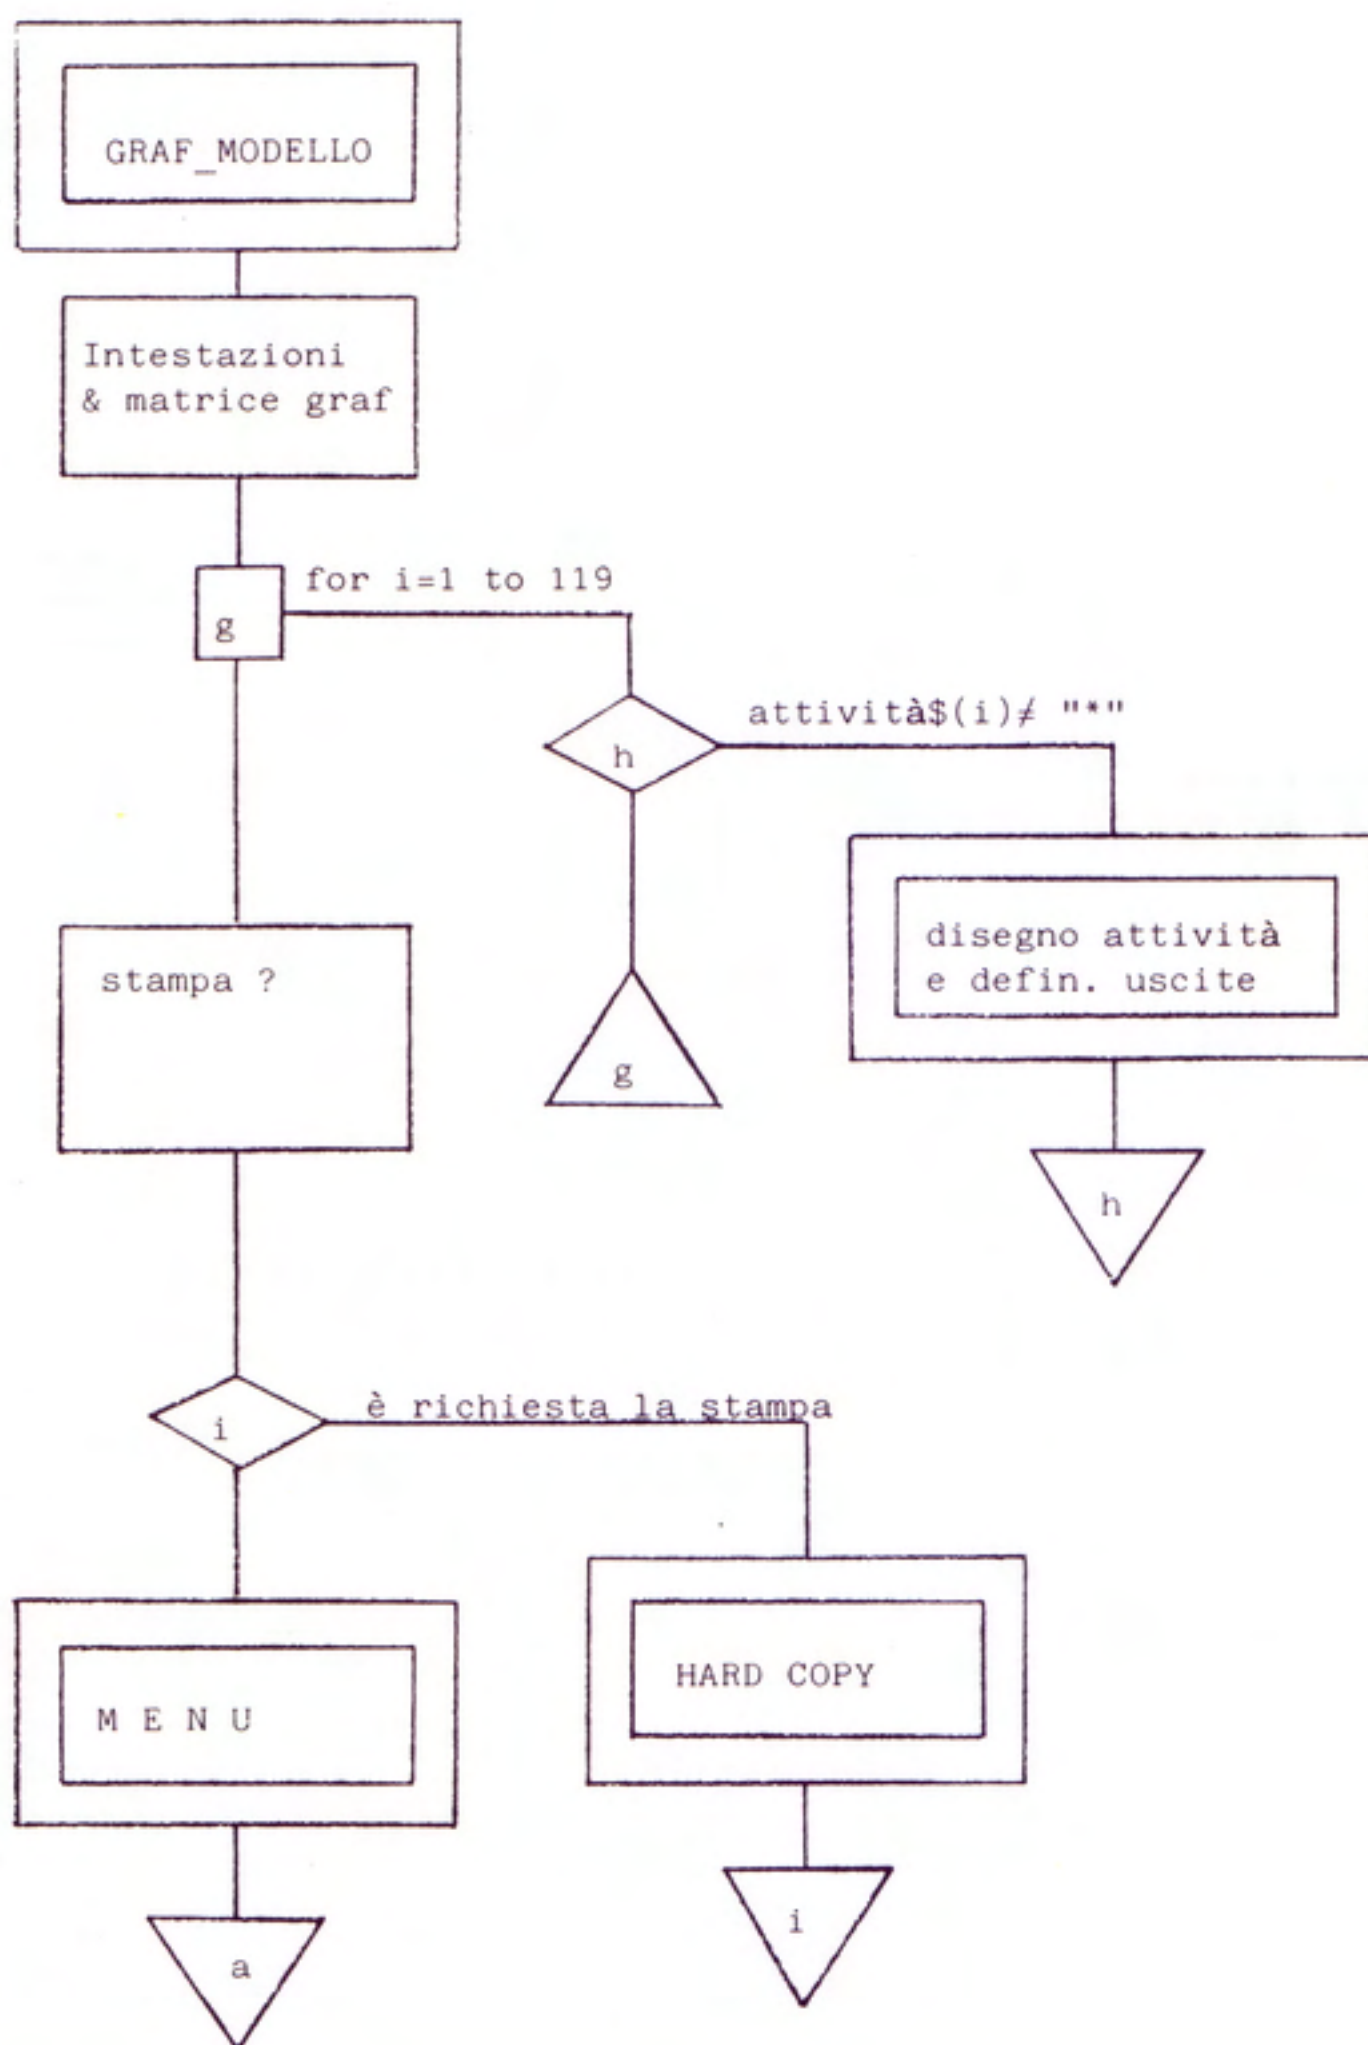 GRAF_MODELLO
Intestazioni
& matrice graf
for i=1 to 119
g
attività$(i)≠ "*"
h
disegno attività
e defin. uscite
stampa ?
g
h
è richiesta la stampa
i
HARD COPY
M E N U
i
a